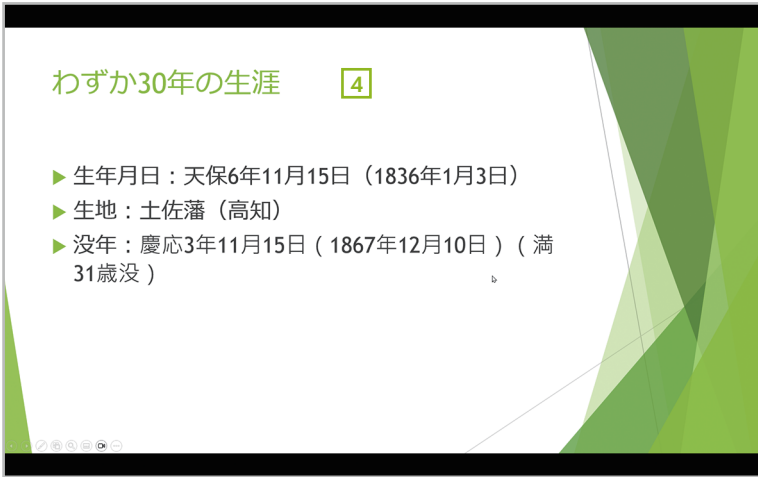 わずか30年の生涯 4
▶ 生年月日：天保6年11月15日（1836年1月3日）
▶ 生地：土佐藩（高知）
▶ 没年：慶応3年11月15日（1867年12月10日）（満
31歳没）